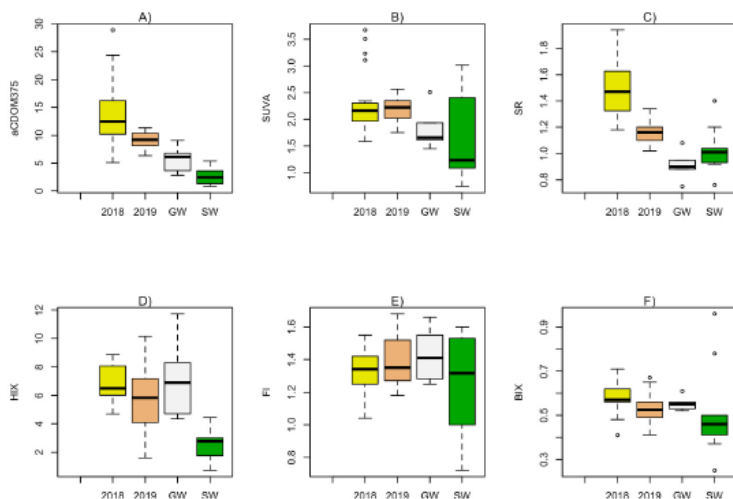 A)
B)
C)
30
25
20
15
10
5
0
aCDOM375
2018 2019 GW SW
3.5
3.0
2.5
2.0
1.5
1.0
SUVA
2018 2019 GW SW
1.8
1.6
1.4
1.2
1.0
0.8
SR
2018 2019 GW SW
D)
E)
F)
12
10
8
6
4
2
HIX
2018 2019 GW SW
1.6
1.4
1.2
1.0
0.8
FI
2018 2019 GW SW
0.9
0.7
0.5
0.3
BIX
2018 2019 GW SW